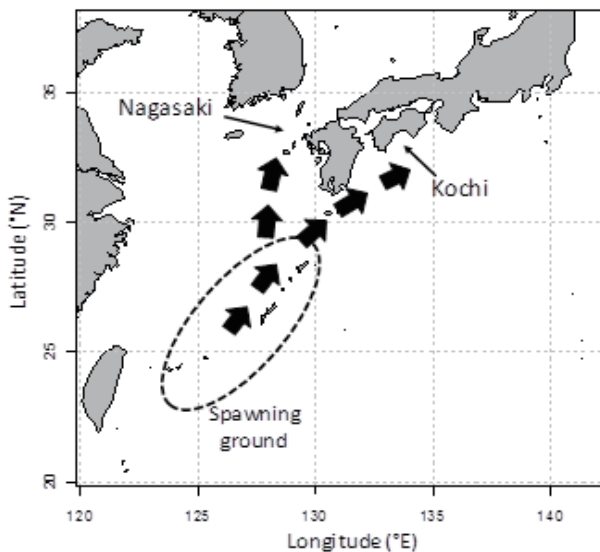 35
Nagasaki
Kochi
30
Latitude (°N)
25
Spawning
ground
20
120
125
130
135
140
Longitude (°E)